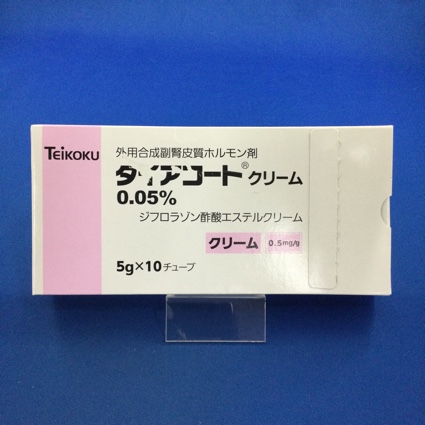 TEIKOKU
外用合成副腎皮質ホルモン剤
ダイアコート®クリーム
0.05%
ジフロラゾン酢酸エステルクリーム
クリーム 0.5mg/g
5g×10チューブ